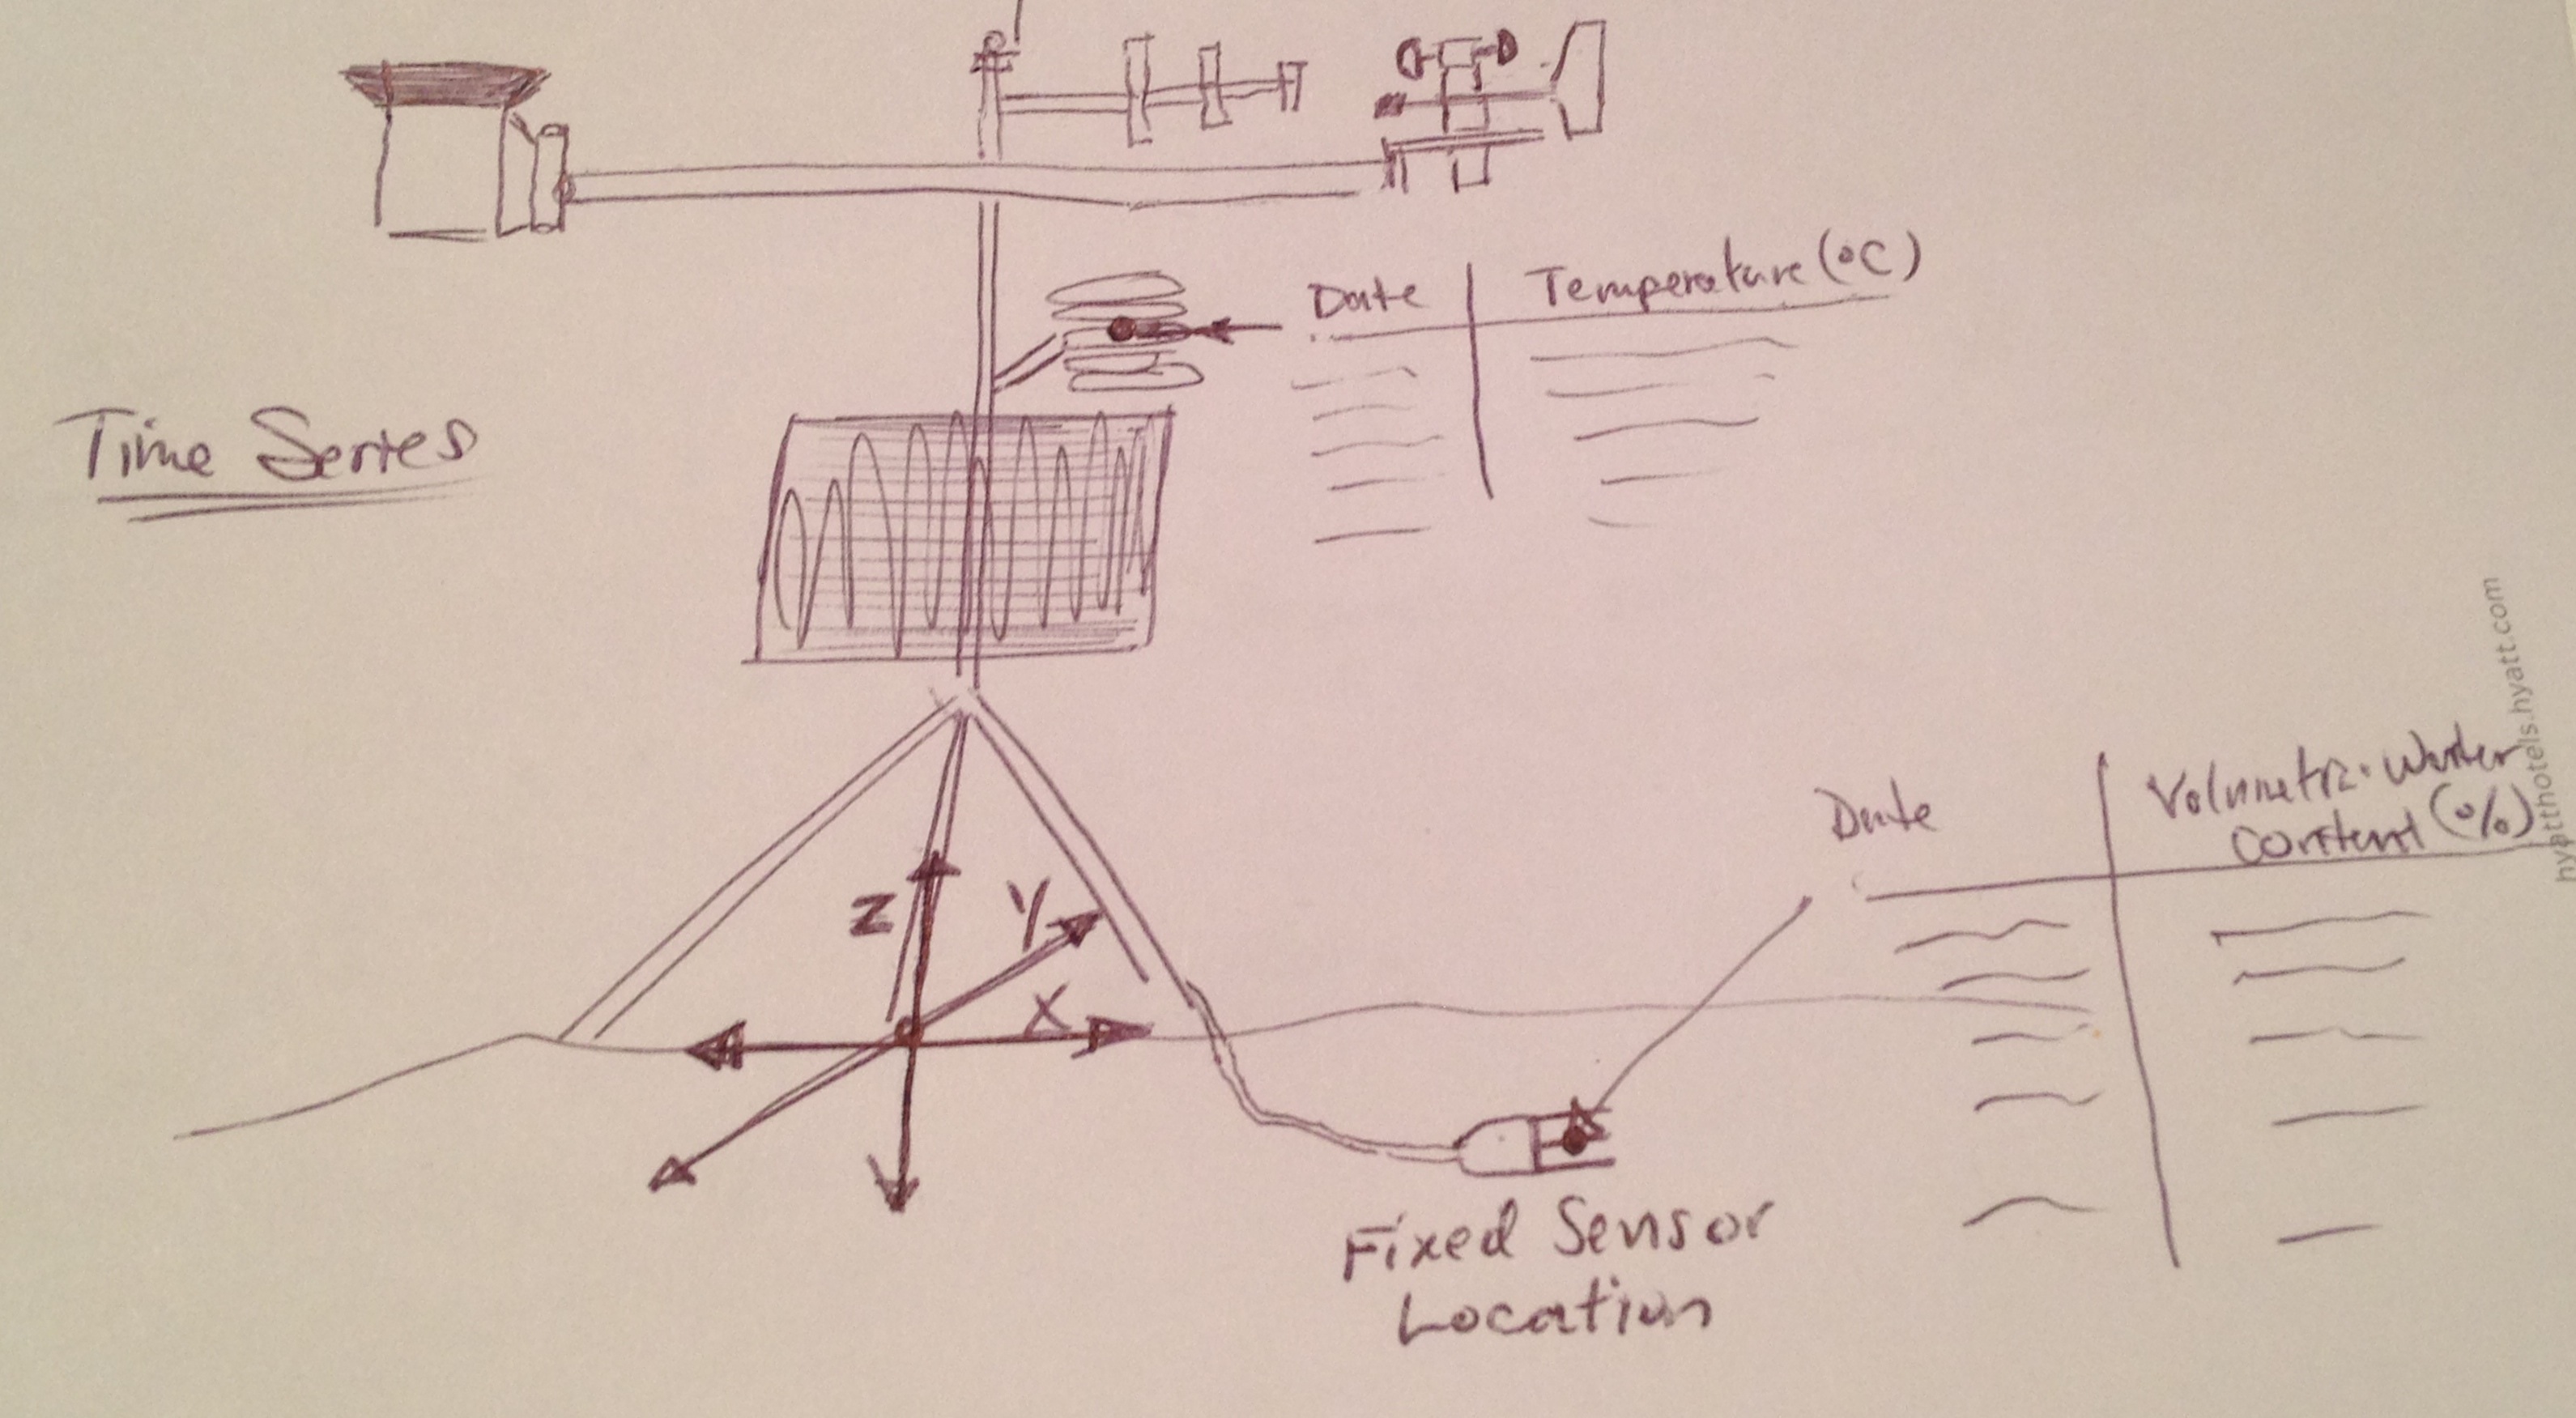 Time Series
Date Temperature (°C)
Date Volumetric Water
Content (%)
Z
Y
X
Fixed Sensor
Location
hyatthotels.hyatt.com